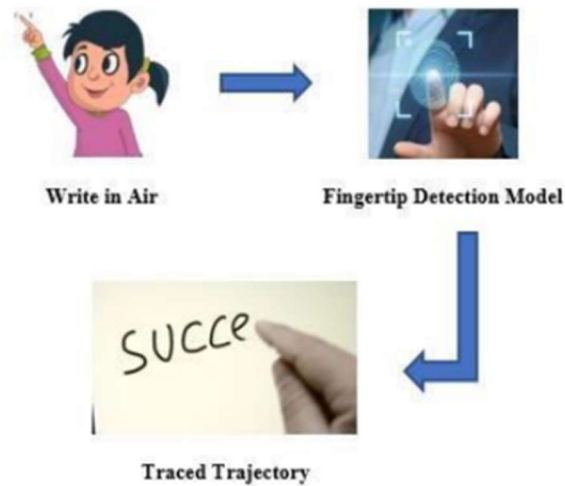 Write in Air
Fingertip Detection Model
succe
Traced Trajectory